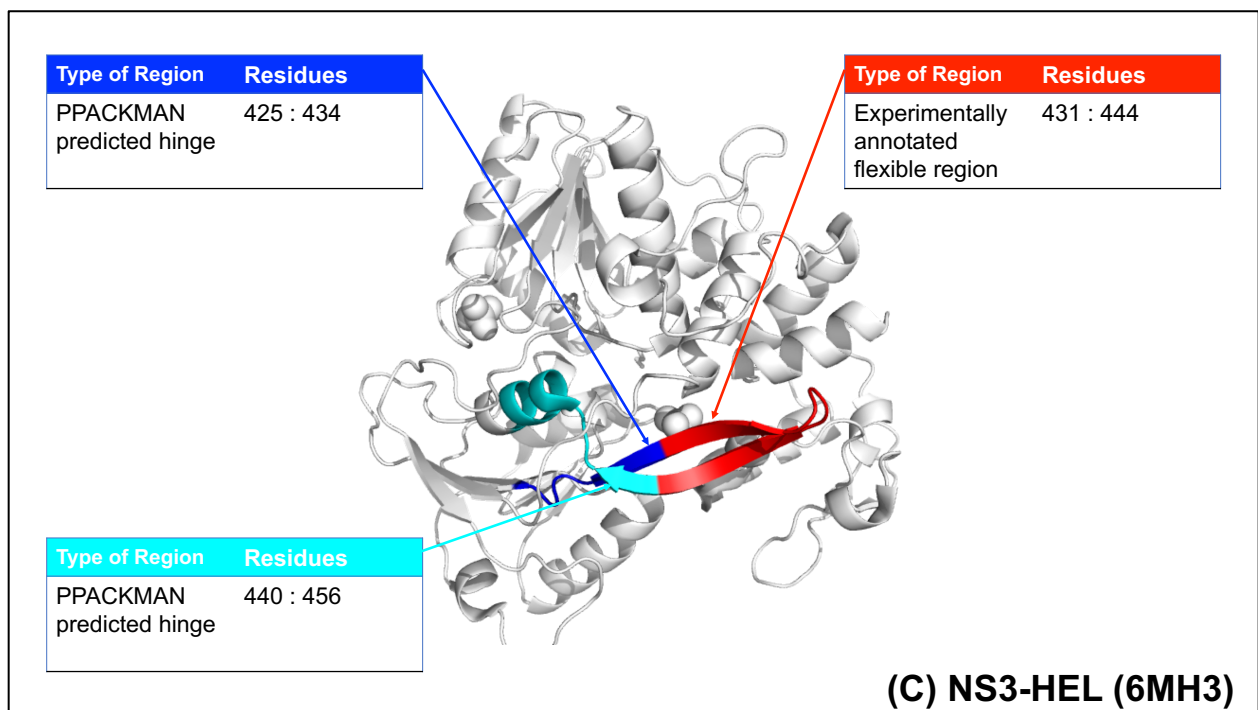 Type of Region Residues
PPACKMAN 425 : 434
predicted hinge
Type of Region Residues
Experimentally 431 : 444
annotated
flexible region
Type of Region Residues
PPACKMAN 440 : 456
predicted hinge
(C) NS3-HEL (6MH3)